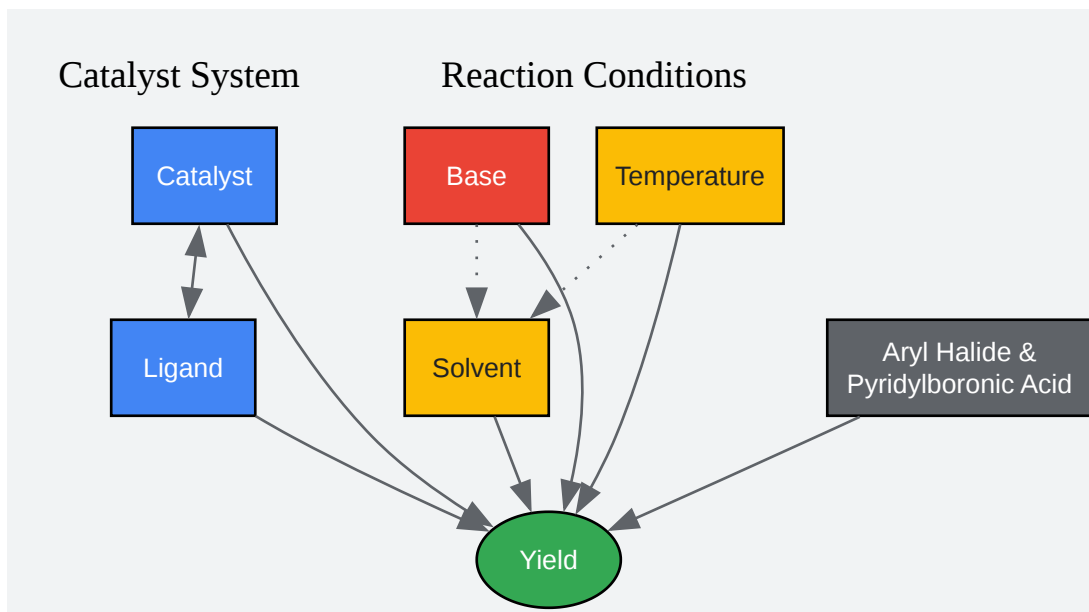 Catalyst System
Reaction Conditions
Catalyst
Base
Temperature
Ligand
Solvent
Aryl Halide &
Pyridylboronic Acid
Yield